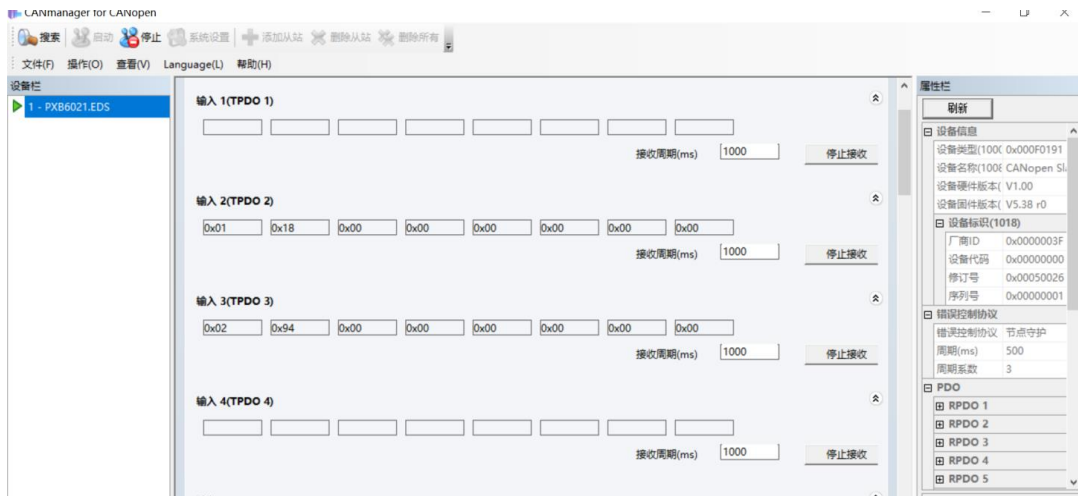 CANmanager for CANopen
搜索 启动 停止 系统设置 添加从站 删除从站 删除所有
文件(F) 操作(O) 查看(V) Language(L) 帮助(H)
设备栏
1 - PXB6021.EDS
输入 1(TPDO 1)
接收周期(ms) 1000 停止接收
输入 2(TPDO 2)
0x01 0x18 0x00 0x00 0x00 0x00 0x00 0x00
接收周期(ms) 1000 停止接收
输入 3(TPDO 3)
0x02 0x94 0x00 0x00 0x00 0x00 0x00 0x00
接收周期(ms) 1000 停止接收
输入 4(TPDO 4)
接收周期(ms) 1000 停止接收
属性栏
刷新
设备信息
设备类型(100( 0x000F0191
设备名称(1008 CANopen Sl
设备硬件版本( V1.00
设备固件版本( V5.38 r0
设备标识(1018)
厂商ID 0x0000003F
设备代码 0x00000000
修订号 0x00050026
序列号 0x00000001
错误控制协议
错误控制协议 节点守护
周期(ms) 500
周期系数 3
PDO
RPDO 1
RPDO 2
RPDO 3
RPDO 4
RPDO 5